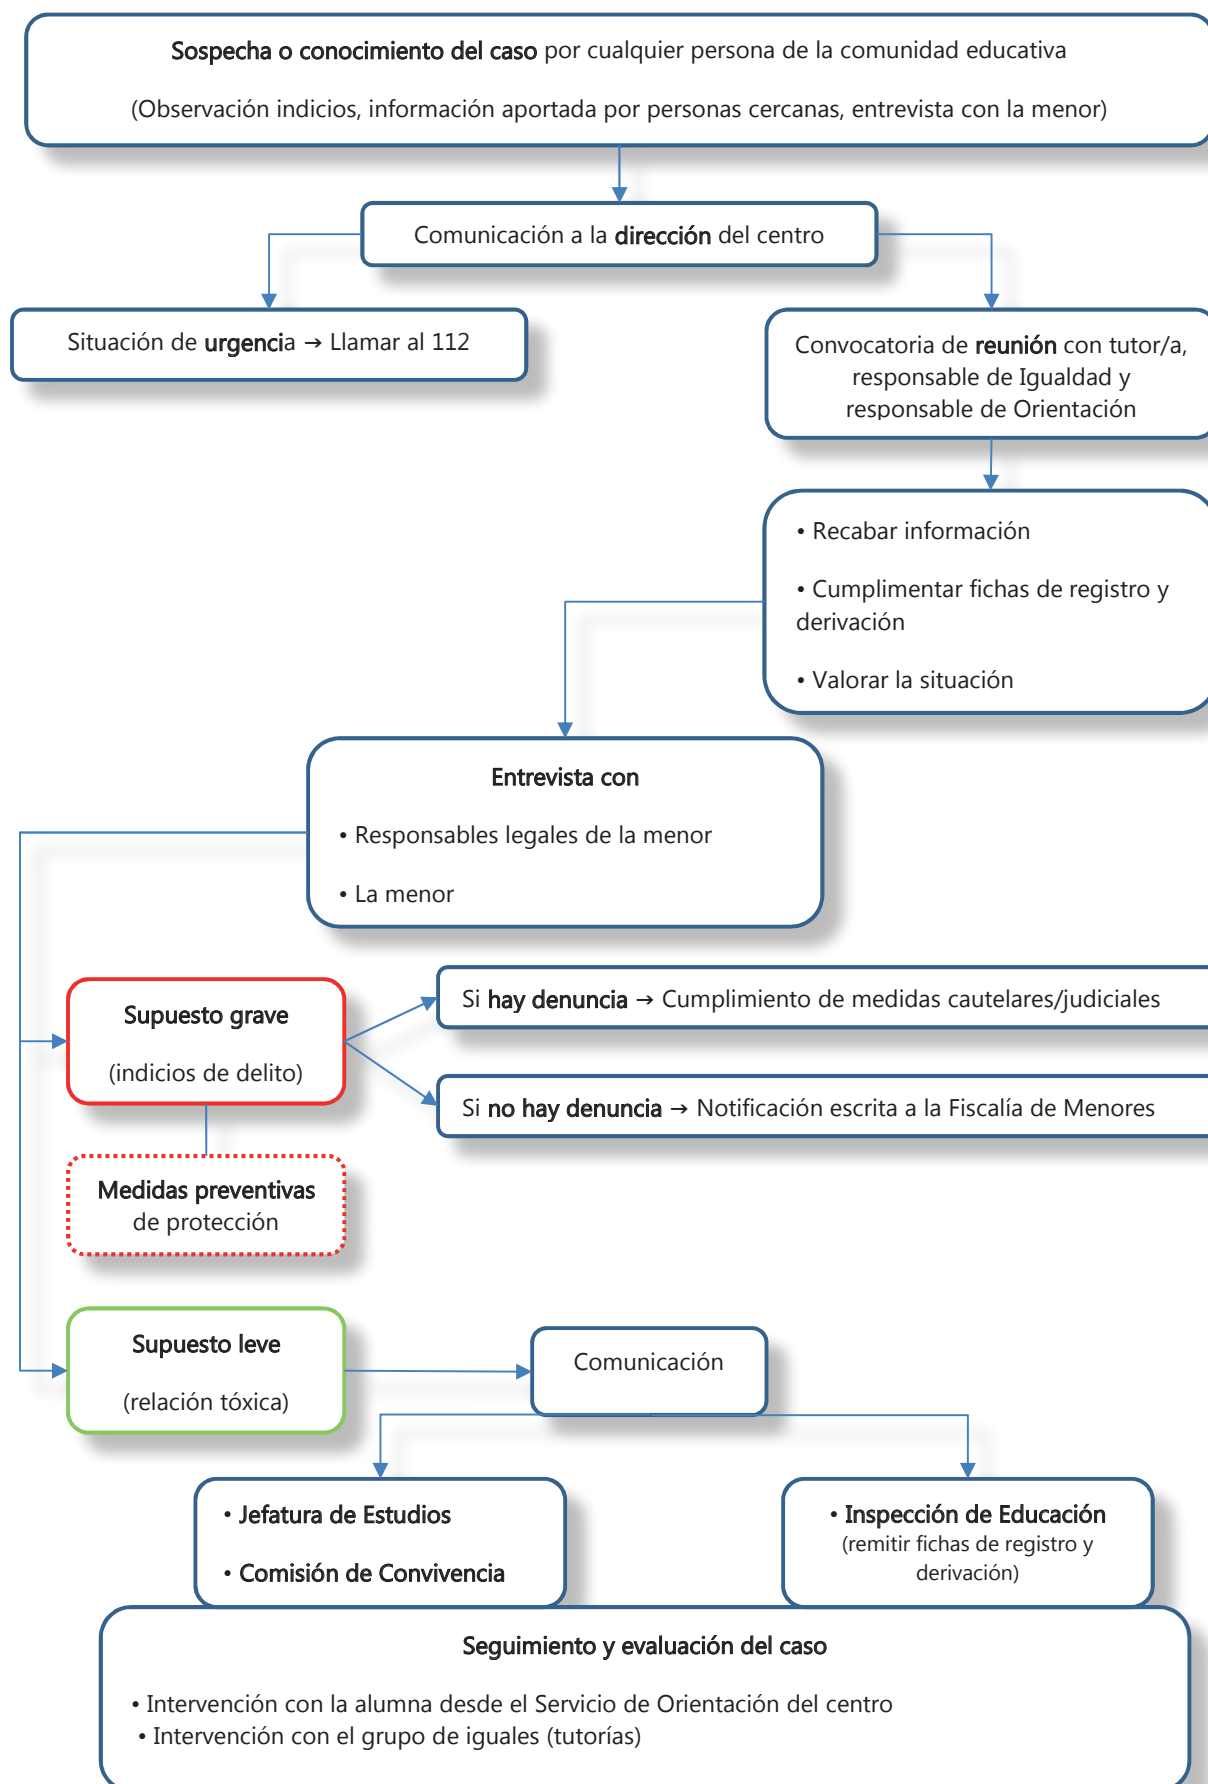 Sospecha o conocimiento del caso por cualquier persona de la comunidad educativa
(Observación indicios, información aportada por personas cercanas, entrevista con la menor)
Comunicación a la dirección del centro
Situación de urgencia → Llamar al 112
Convocatoria de reunión con tutor/a,
responsable de Igualdad y
responsable de Orientación
• Recabar información
• Cumplimentar fichas de registro y
derivación
• Valorar la situación
Entrevista con
• Responsables legales de la menor
• La menor
Supuesto grave
(indicios de delito)
Si hay denuncia → Cumplimiento de medidas cautelares/judiciales
Si no hay denuncia → Notificación escrita a la Fiscalía de Menores
Medidas preventivas
de protección
Supuesto leve
(relación tóxica)
Comunicación
• Jefatura de Estudios
• Comisión de Convivencia
• Inspección de Educación
(remitir fichas de registro y
derivación)
Seguimiento y evaluación del caso
• Intervención con la alumna desde el Servicio de Orientación del centro
• Intervención con el grupo de iguales (tutorías)